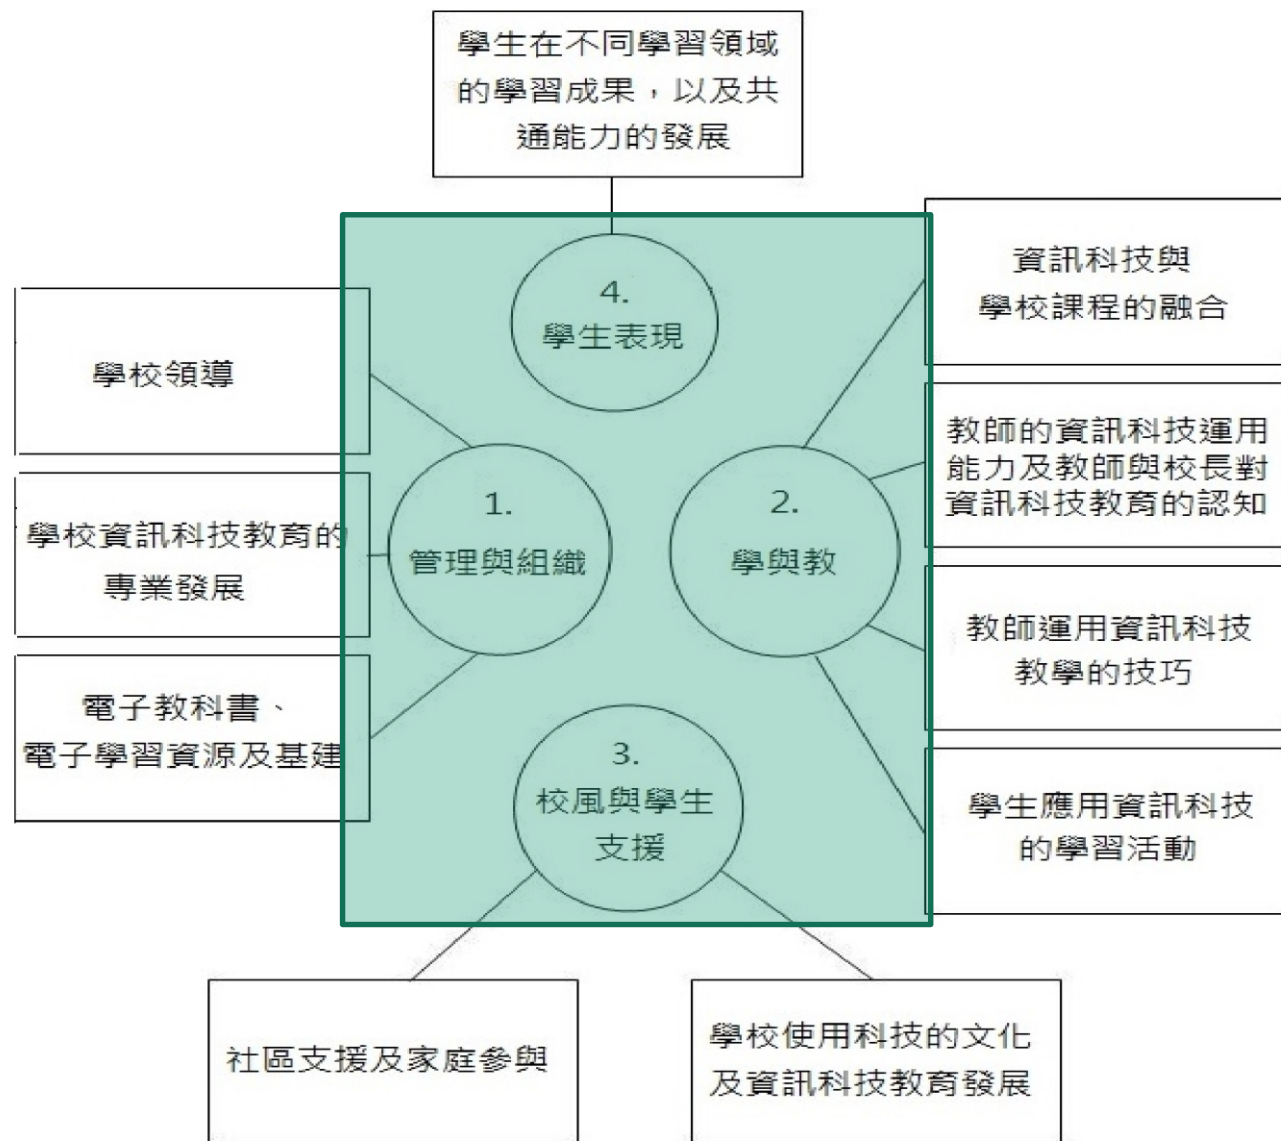 學生在不同學習領域
的學習成果，以及共
通能力的發展
4.
學生表現
學校領導
學校資訊科技教育的
專業發展
電子教科書、
電子學習資源及基建
1.
管理與組織
2.
學與教
資訊科技與
學校課程的融合
教師的資訊科技運用
能力及教師與校長對
資訊科技教育的認知
教師運用資訊科技
教學的技巧
學生應用資訊科技
的學習活動
3.
校風與學生
支援
社區支援及家庭參與
學校使用科技的文化
及資訊科技教育發展